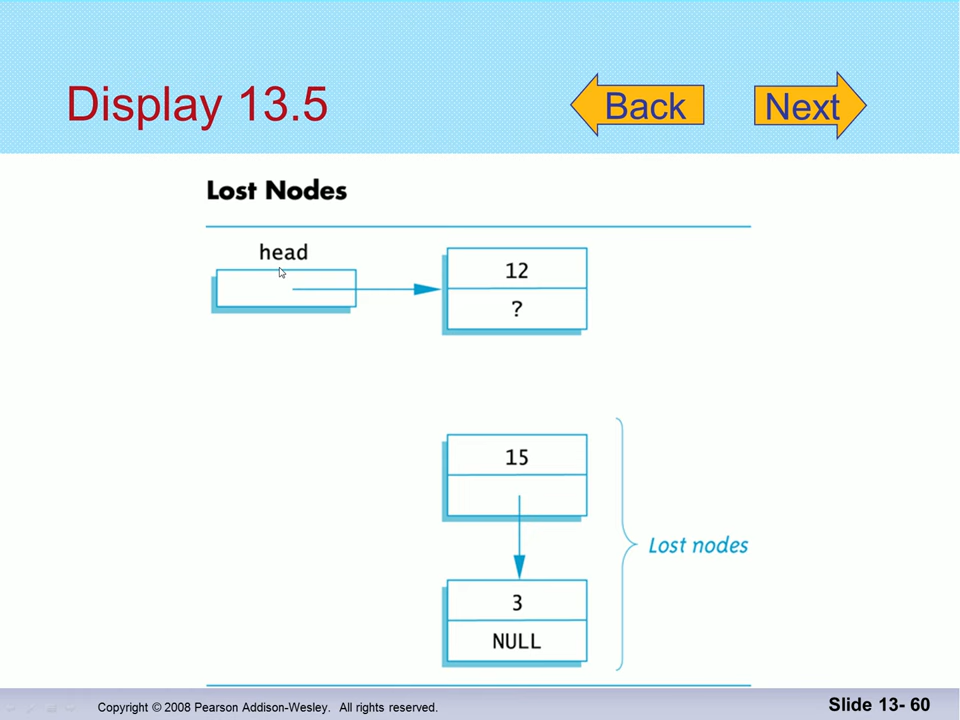 Display 13.5
Back
Next
Lost Nodes
head
12
?
15
Lost nodes
3
NULL
Copyright © 2008 Pearson Addison-Wesley. All rights reserved.
Slide 13- 60